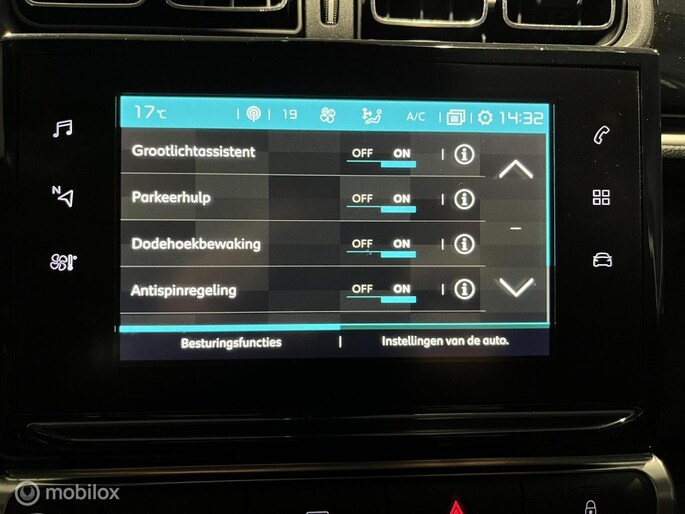 17°C 19 A/C 14:32
Grootlichtassistent OFF ON
N
Parkeerhulp OFF ON
Dodehoekbewaking OFF ON
Antispinregeling OFF ON
Besturingsfuncties | Instellingen van de auto.
mobilox